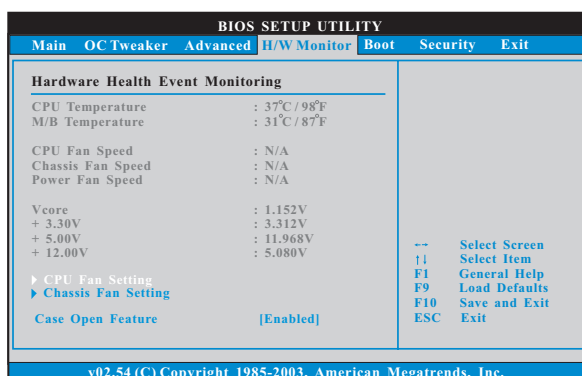 BIOS SETUP UTILITY
Main OC Tweaker Advanced H/W Monitor Boot Security Exit
Hardware Health Event Monitoring
CPU Temperature : 37°C / 98°F
M/B Temperature : 31°C / 87°F
CPU Fan Speed : N/A
Chassis Fan Speed : N/A
Power Fan Speed : N/A
Vcore : 1.152V
+ 3.30V : 3.312V
+ 5.00V : 11.968V
+ 12.00V : 5.080V
CPU Fan Setting
Chassis Fan Setting
Case Open Feature [Enabled]
←→ Select Screen
↑↓ Select Item
F1 General Help
F9 Load Defaults
F10 Save and Exit
ESC Exit
v02.54 (C) Copyright 1985-2003, American Megatrends, Inc.